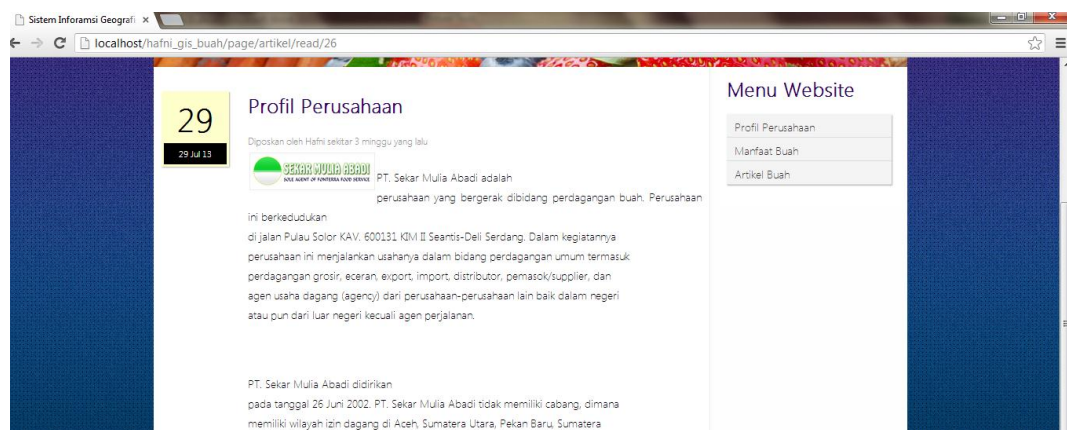 Sistem Inforamsi Geografi
localhost/hafni_gis_buah/page/artikel/read/26
29
29 Jul 13
Profil Perusahaan
Diposkan oleh Hafni sekitar 3 minggu yang lalu
SEKAR MULIA ABADI
SOLE AGENT OF FONTERRA FOOD SERVICE
PT. Sekar Mulia Abadi adalah
perusahaan yang bergerak dibidang perdagangan buah. Perusahaan
ini berkedudukan
di jalan Pulau Solor KAV. 600131 KIM II Seantis-Deli Serdang. Dalam kegiatannya
perusahaan ini menjalankan usahanya dalam bidang perdagangan umum termasuk
perdagangan grosir, eceran, export, import, distributor, pemasok/supplier, dan
agen usaha dagang (agency) dari perusahaan-perusahaan lain baik dalam negeri
atau pun dari luar negeri kecuali agen perjalanan.
PT. Sekar Mulia Abadi didirikan
pada tanggal 26 Juni 2002. PT. Sekar Mulia Abadi tidak memiliki cabang, dimana
memiliki wilayah izin dagang di Aceh, Sumatera Utara, Pekan Baru, Sumatera
Menu Website
Profil Perusahaan
Manfaat Buah
Artikel Buah